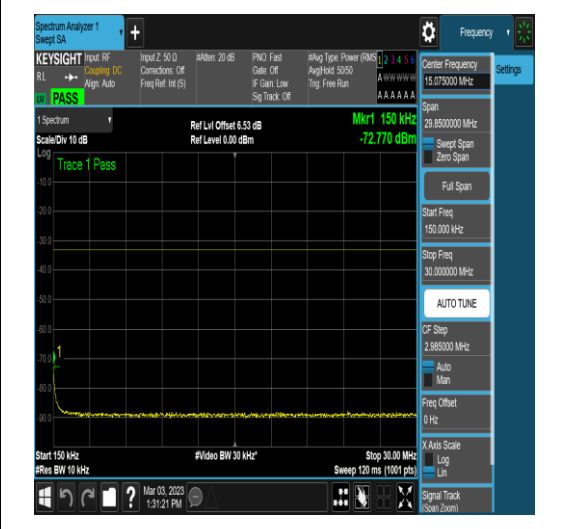 Spectrum Analyzer 1
Swept SA
Frequency
KEYSIGHT
RL
PASS
Input: RF
Coupling: DC
Align: Auto
Input Z: 50 Ω
Corrections: Off
Freq Ref: Int (S)
#Atten: 20 dB
PNO: Fast
Gate: Off
IF Gain: Low
Sig Track: Off
#Avg Type: Power (RMS
Avg|Hold: 50/50
Trig: Free Run
1 2 3 4 5 6
A W W W W W
A A A A A A
1 Spectrum
Scale/Div 10 dB
Ref Lvl Offset 6.53 dB
Ref Level 0.00 dBm
Mkr1 150 kHz
-72.770 dBm
Log
Trace 1 Pass
-10.0
-20.0
-30.0
-40.0
-50.0
-60.0
-70.0
-80.0
-90.0
1
Start 150 kHz
#Res BW 10 kHz
#Video BW 30 kHz*
Stop 30.00 MHz
Sweep 120 ms (1001 pts)
Mar 03, 2023
1:31:21 PM
Center Frequency
15.075000 MHz
Settings
Span
29.8500000 MHz
Swept Span
Zero Span
Full Span
Start Freq
150.000 kHz
Stop Freq
30.000000 MHz
AUTO TUNE
CF Step
2.985000 MHz
Auto
Man
Freq Offset
0 Hz
X Axis Scale
Log
Lin
Signal Track
(Span Zoom)